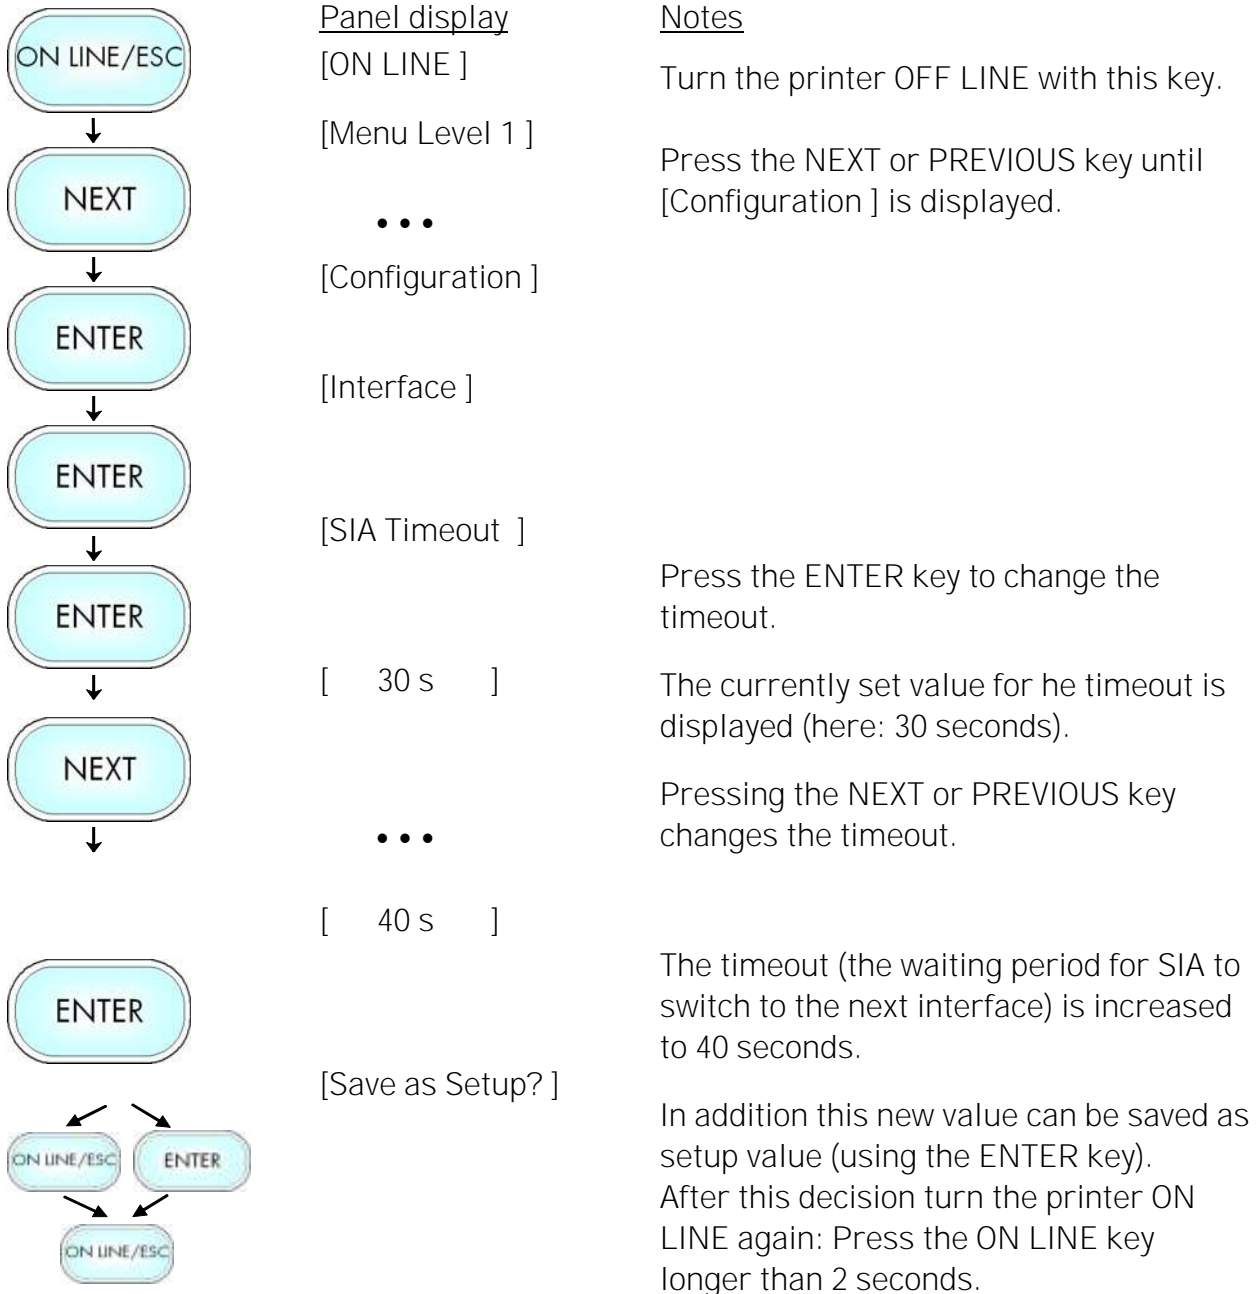 Panel display
Notes
ON LINE/ESC
[ON LINE ]
Turn the printer OFF LINE with this key.
[Menu Level 1 ]
NEXT
Press the NEXT or PREVIOUS key until
[Configuration ] is displayed.
• • •
[Configuration ]
ENTER
[Interface ]
ENTER
[SIA Timeout  ]
ENTER
Press the ENTER key to change the
timeout.
[      30 s      ]
The currently set value for he timeout is
displayed (here: 30 seconds).
NEXT
Pressing the NEXT or PREVIOUS key
changes the timeout.
• • •
[      40 s      ]
ENTER
The timeout (the waiting period for SIA to
switch to the next interface) is increased
to 40 seconds.
[Save as Setup? ]
In addition this new value can be saved as
setup value (using the ENTER key).
After this decision turn the printer ON
LINE again: Press the ON LINE key
longer than 2 seconds.
ON LINE/ESC
ENTER
ON LINE/ESC